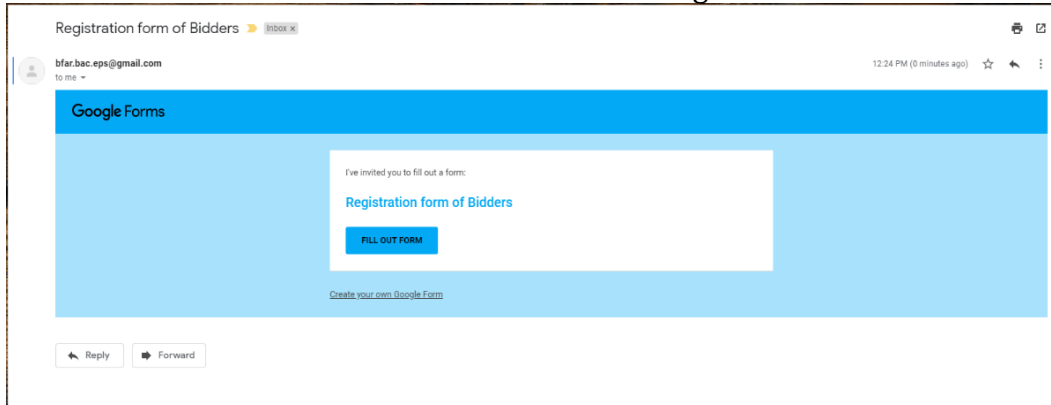 Registration form of Bidders Inbox x
bfar.bac.eps@gmail.com 12:24 PM (0 minutes ago)
to me
Google Forms
I've invited you to fill out a form:
Registration form of Bidders
FILL OUT FORM
Create your own Google Form
Reply Forward